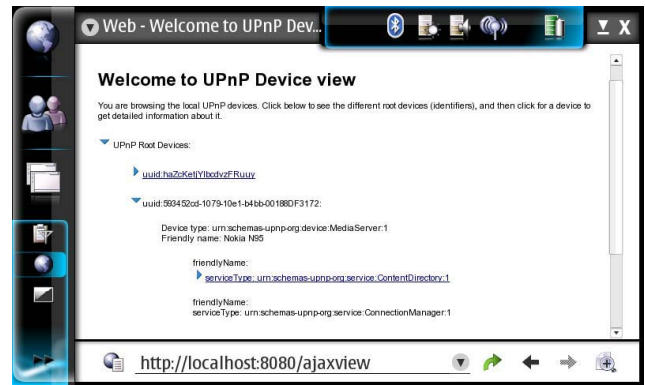 Web - Welcome to UPnP Dev...
X
Welcome to UPnP Device view
You are browsing the local UPnP devices. Click below to see the different root devices (identifiers), and then click for a device to
get detailed information about it.
UPnP Root Devices:
uuid:haZcKetjYlbcdvzFRuuy
uuid:593452cd-1079-10e1-b4bb-00188DF3172:
Device type: urn:schemas-upnp-org:device:MediaServer:1
Friendly name: Nokia N95
friendlyName:
serviceType: urn:schemas-upnp-org:service:ContentDirectory:1
friendlyName:
serviceType: urn:schemas-upnp-org:service:ConnectionManager:1
http://localhost:8080/ajaxview